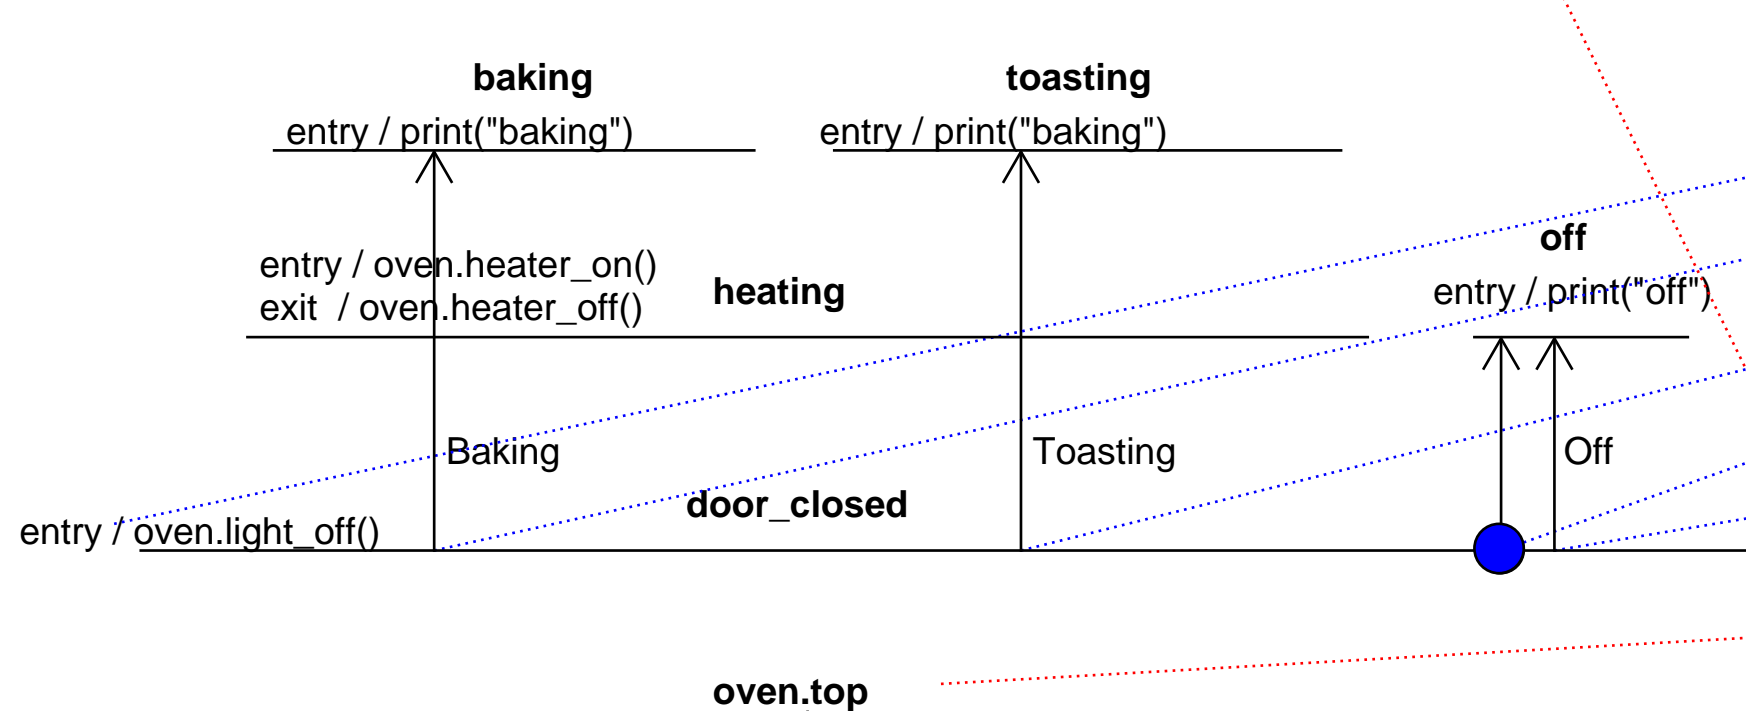 baking
toasting
entry / print("baking")
entry / print("baking")
off
entry / oven.heater_on()
heating
entry / print("off")
exit  / oven.heater_off()
Baking
Toasting
Off
door_closed
entry / oven.light_off()
oven.top